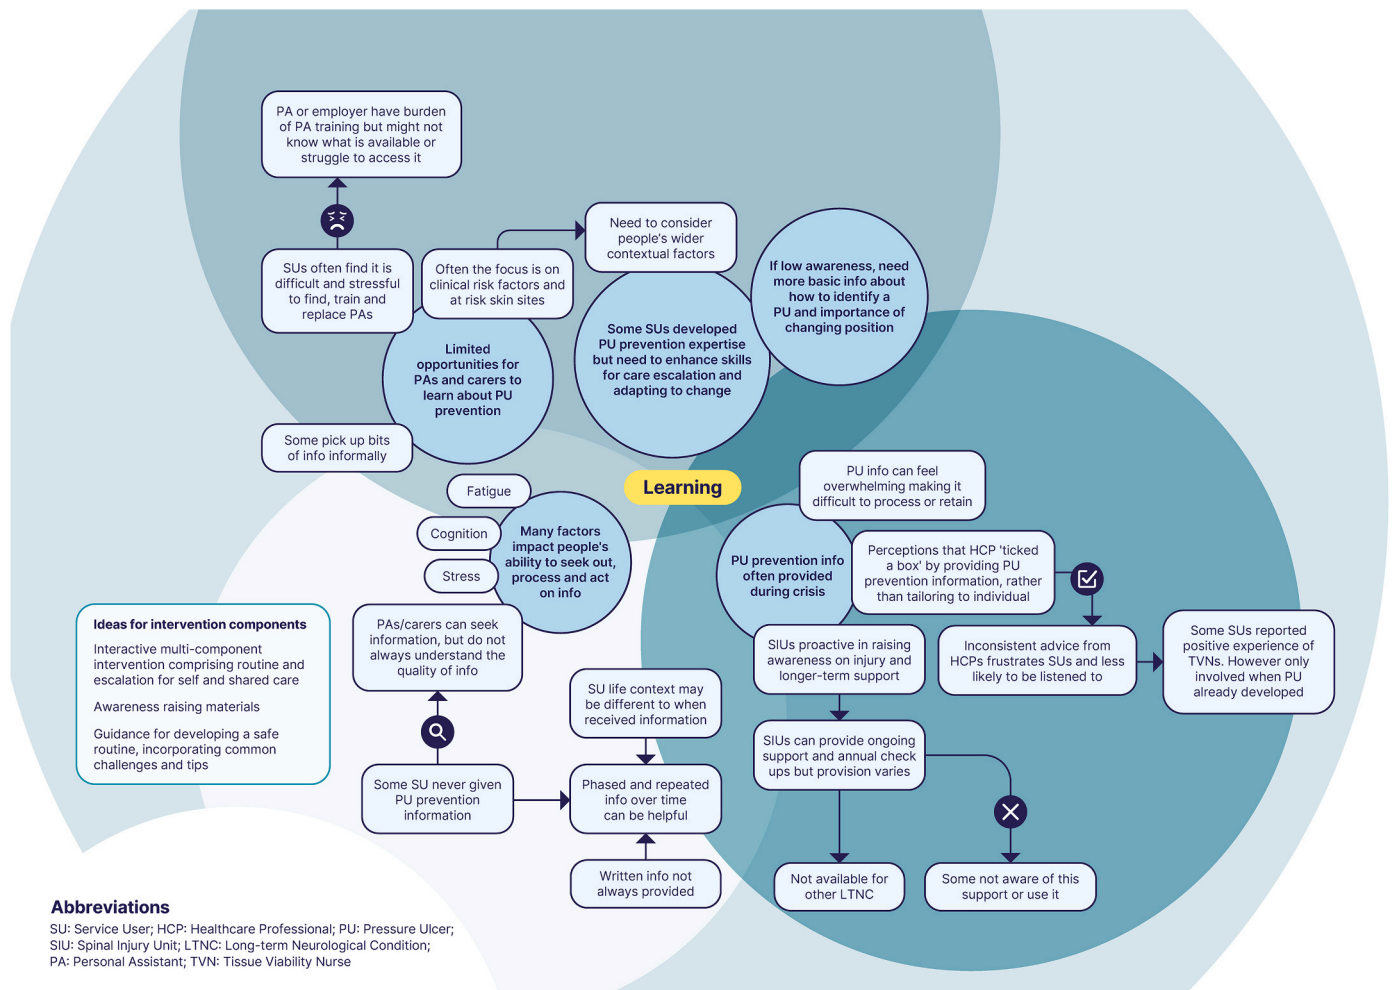 PA or employer have burden
of PA training but might not
know what is available or
struggle to access it
SUs often find it is
difficult and stressful
to find, train and
replace PAs
Often the focus is on
clinical risk factors and
at risk skin sites
Need to consider
people's wider
contextual factors
If low awareness, need
more basic info about
how to identify a
PU and importance of
changing position
Limited
opportunities for
PAs and carers to
learn about PU
prevention
Some SUs developed
PU prevention expertise
but need to enhance skills
for care escalation and
adapting to change
Some pick up bits
of info informally
Learning
Fatigue
Cognition
Stress
Many factors
impact people's
ability to seek out,
process and act
on info
PU info can feel
overwhelming making it
difficult to process or retain
PU prevention info
often provided
during crisis
Perceptions that HCP 'ticked
a box' by providing PU
prevention information, rather
than tailoring to individual
Inconsistent advice from
HCPs frustrates SUs and less
likely to be listened to
Some SUs reported
positive experience of
TVNs. However only
involved when PU
already developed
SIUs proactive in raising
awareness on injury and
longer-term support
SIUs can provide ongoing
support and annual check
ups but provision varies
Not available for
other LTNC
Some not aware of this
support or use it
PAs/carers can seek
information, but do not
always understand the
quality of info
Some SU never given
PU prevention
information
SU life context may
be different to when
received information
Phased and repeated
info over time
can be helpful
Written info not
always provided
Ideas for intervention components
Interactive multi-component
intervention comprising routine and
escalation for self and shared care
Awareness raising materials
Guidance for developing a safe
routine, incorporating common
challenges and tips
Abbreviations
SU: Service User; HCP: Healthcare Professional; PU: Pressure Ulcer;
SIU: Spinal Injury Unit; LTNC: Long-term Neurological Condition;
PA: Personal Assistant; TVN: Tissue Viability Nurse